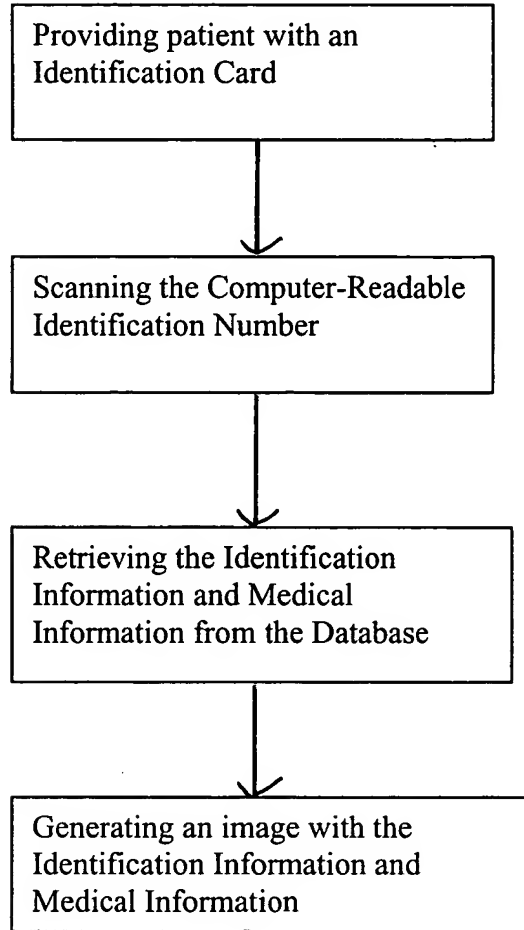 Providing patient with an
Identification Card
Scanning the Computer-Readable
Identification Number
Retrieving the Identification
Information and Medical
Information from the Database
Generating an image with the
Identification Information and
Medical Information